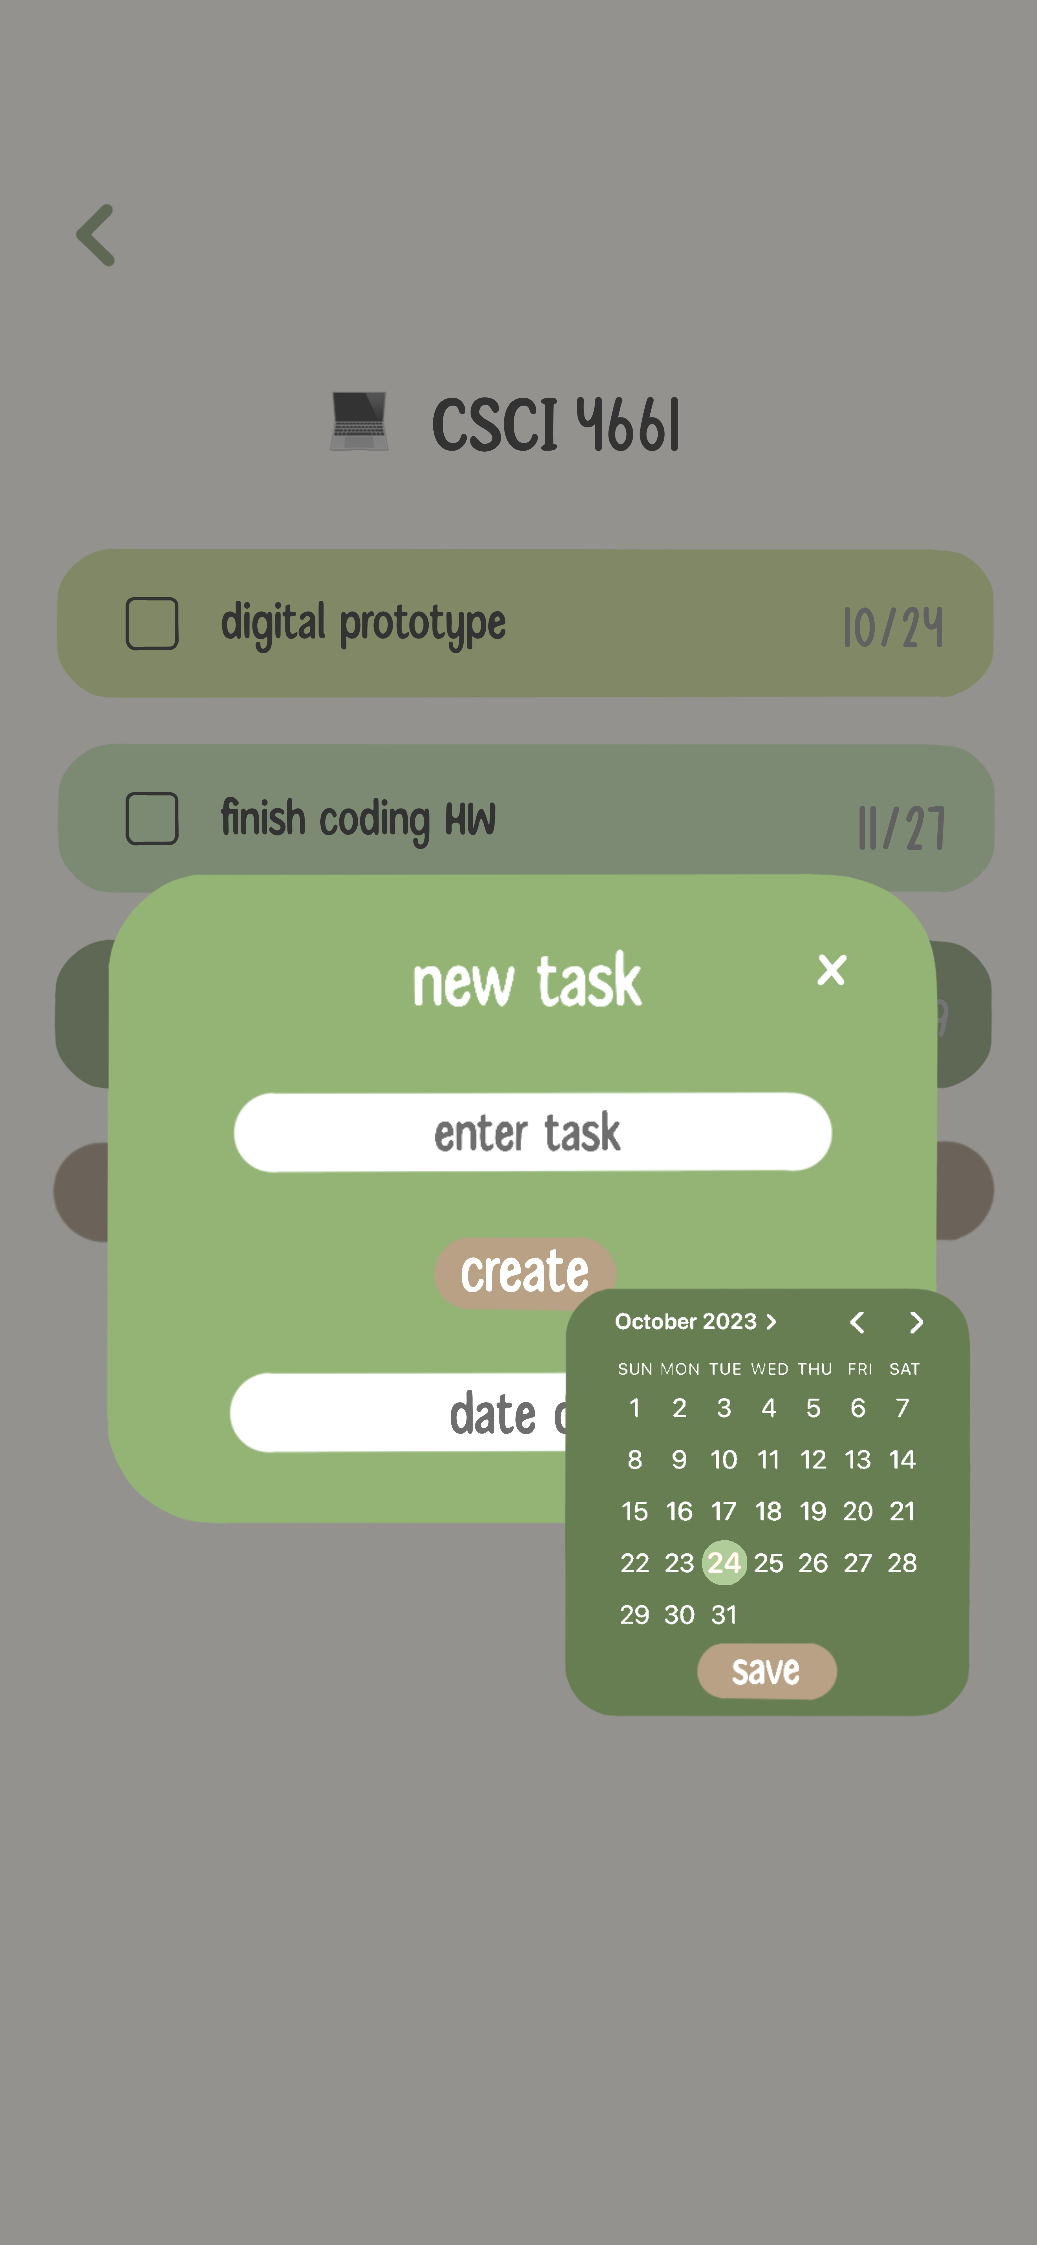 CSCI 4661
digital prototype 10/24
finish coding HW 11/27
new task x
9
enter task
create
October 2023 >
SUN MON TUE WED THU FRI SAT
1 2 3 4 5 6 7
date
8 9 10 11 12 13 14
15 16 17 18 19 20 21
22 23 24 25 26 27 28
29 30 31
save